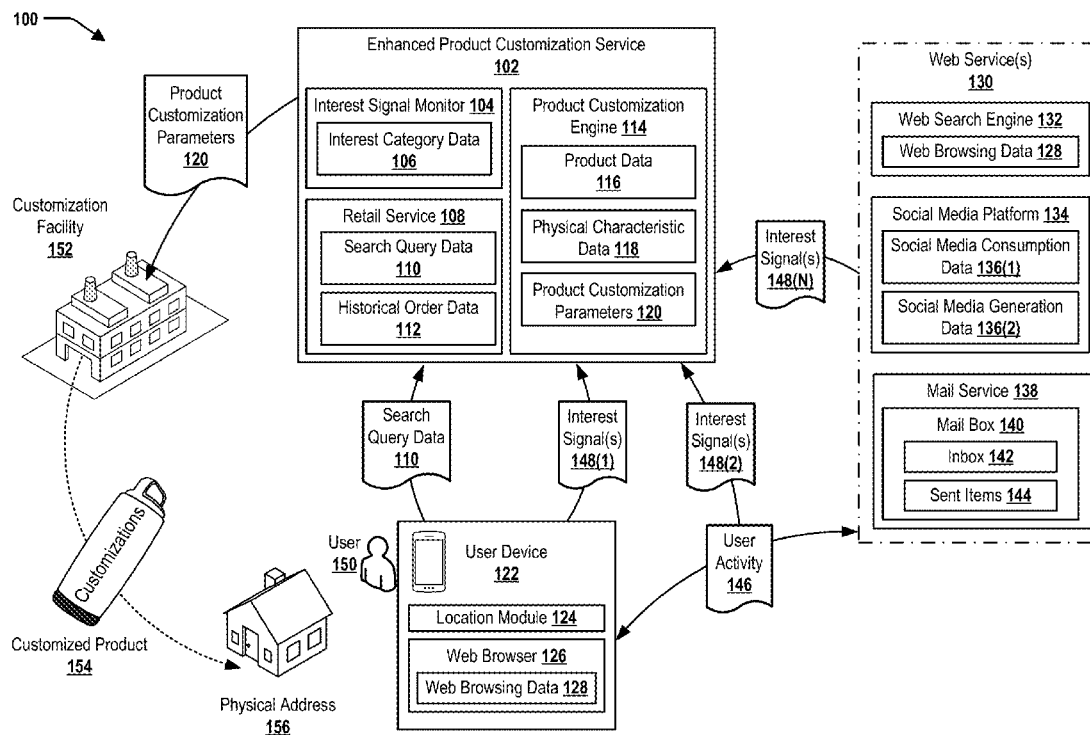 100
Enhanced Product Customization Service
102
Interest Signal Monitor 104
Interest Category Data
106
Retail Service 108
Search Query Data
110
Historical Order Data
112
Product Customization
Engine 114
Product Data
116
Physical Characteristic
Data 118
Product Customization
Parameters 120
Product
Customization
Parameters
120
Customization
Facility
152
Customizations
Customized Product
154
Physical Address
156
Search
Query Data
110
Interest
Signal(s)
148(1)
Interest
Signal(s)
148(2)
Interest
Signal(s)
148(N)
User
150
User Device
122
Location Module 124
Web Browser 126
Web Browsing Data 128
User
Activity
146
Web Service(s)
130
Web Search Engine 132
Web Browsing Data 128
Social Media Platform 134
Social Media Consumption
Data 136(1)
Social Media Generation
Data 136(2)
Mail Service 138
Mail Box 140
Inbox 142
Sent Items 144